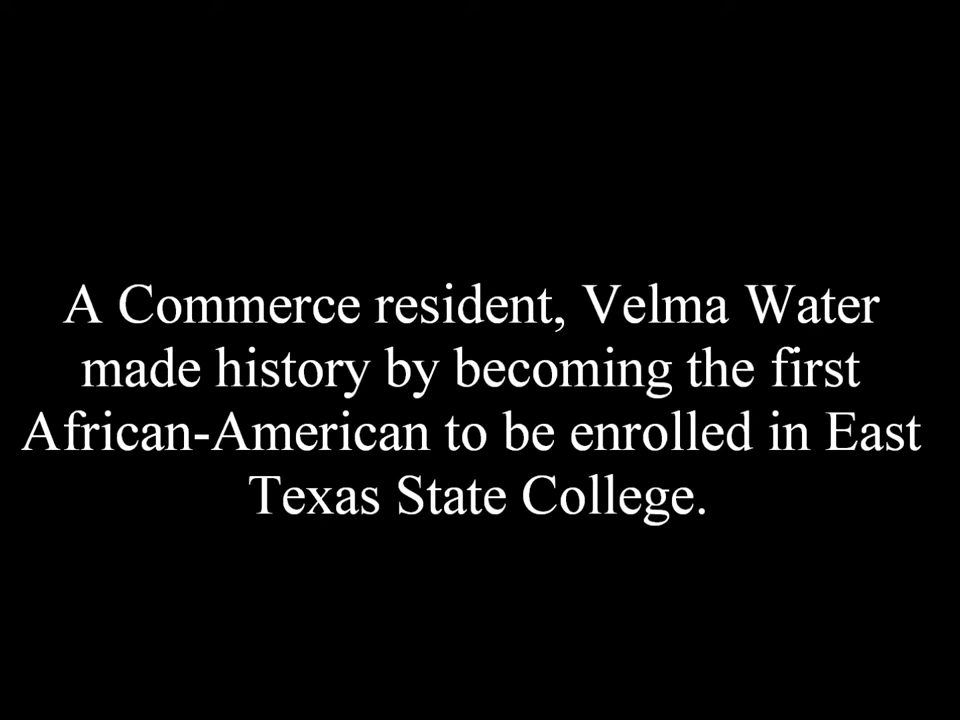 A Commerce resident, Velma Water
made history by becoming the first
African-American to be enrolled in East
Texas State College.